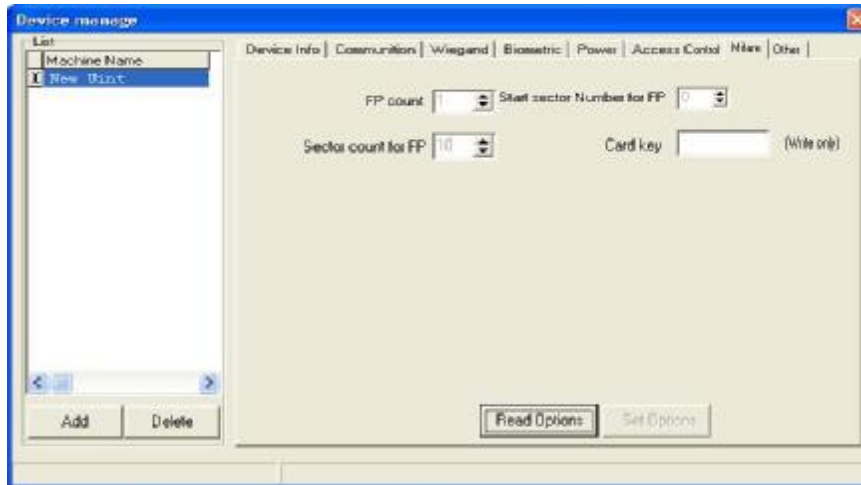 Device manage
List
Machine Name
New Uint
Add
Delete
Device Info | Communition | Wiegand | Biometric | Power | Access Contol | Mifare | Other
FP count 1 Start sector Number for FP 0
Sector count for FP 10 Card key (Write only)
Read Options Set Options